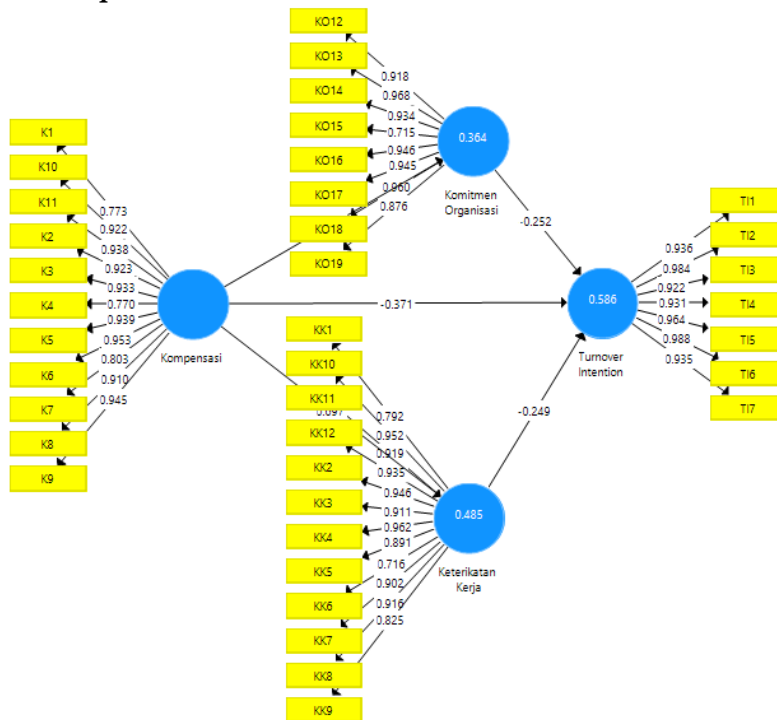 KO12
KO13
KO14
KO15
KO16
KO17
KO18
KO19
0.918
0.968
0.934
0.715
0.946
0.945
0.960
0.876
0.364
Komitmen
Organisasi
K1
K10
K11
K2
K3
K4
K5
K6
K7
K8
K9
0.773
0.922
0.938
0.923
0.933
0.770
0.939
0.953
0.803
0.910
0.945
Kompensasi
-0.252
-0.371
-0.249
0.697
0.586
Turnover
Intention
0.936
0.984
0.922
0.931
0.964
0.988
0.935
TI1
TI2
TI3
TI4
TI5
TI6
TI7
KK1
KK10
KK11
KK12
KK2
KK3
KK4
KK5
KK6
KK7
KK8
KK9
0.792
0.952
0.919
0.935
0.946
0.911
0.962
0.891
0.716
0.902
0.916
0.825
0.485
Keterikatan
Kerja